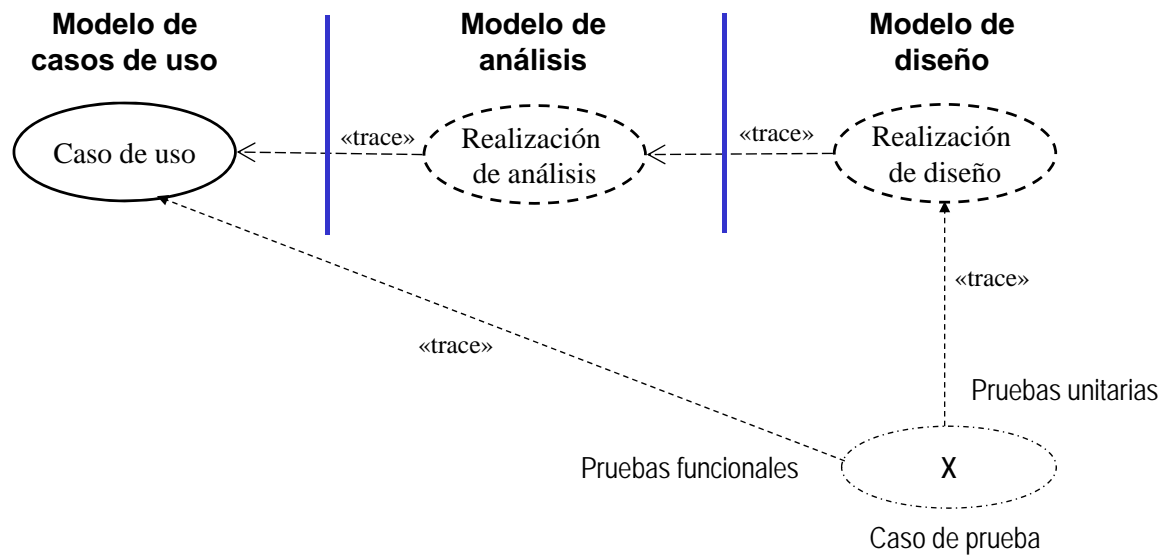 Modelo de
casos de uso
Modelo de
análisis
Modelo de
diseño
Caso de uso
«trace»
Realización
de análisis
«trace»
Realización
de diseño
«trace»
«trace»
Pruebas unitarias
Pruebas funcionales
X
Caso de prueba